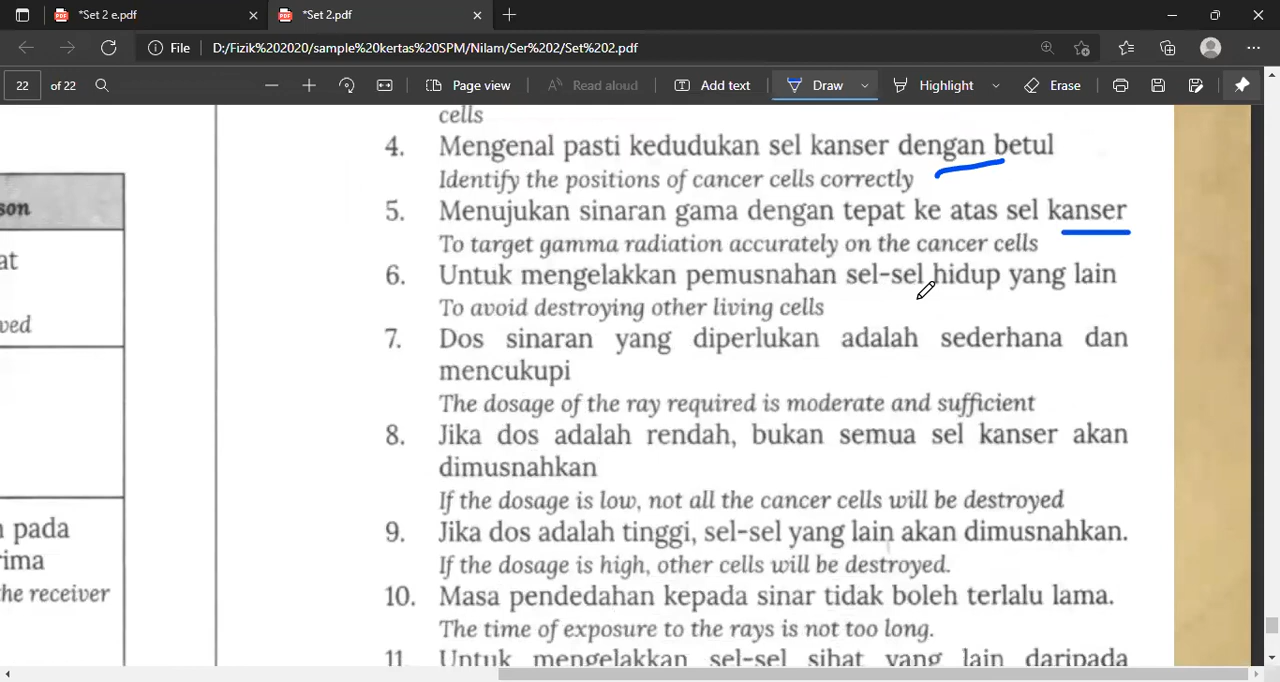 *Set 2 e.pdf
*Set 2.pdf
File D:/Fizik%202020/sample%20kertas%20SPM/Nilam/Ser%202/Set%202.pdf
22 of 22
Page view
Read aloud
Add text
Draw
Highlight
Erase
son
at
ved
n pada
rima
he receiver
cells
4. Mengenal pasti kedudukan sel kanser dengan betul
Identify the positions of cancer cells correctly
5. Menujukan sinaran gama dengan tepat ke atas sel kanser
To target gamma radiation accurately on the cancer cells
6. Untuk mengelakkan pemusnahan sel-sel hidup yang lain
To avoid destroying other living cells
7. Dos sinaran yang diperlukan adalah sederhana dan
mencukupi
The dosage of the ray required is moderate and sufficient
8. Jika dos adalah rendah, bukan semua sel kanser akan
dimusnahkan
If the dosage is low, not all the cancer cells will be destroyed
9. Jika dos adalah tinggi, sel-sel yang lain akan dimusnahkan.
If the dosage is high, other cells will be destroyed.
10. Masa pendedahan kepada sinar tidak boleh terlalu lama.
The time of exposure to the rays is not too long.
11. Untuk mengelakkan sel-sel sihat yang lain daripada